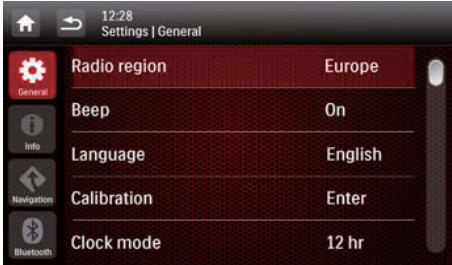 12:28
Settings | General
General
Radio region Europe
Beep On
Info
Language English
Navigation
Calibration Enter
Bluetooth
Clock mode 12 hr